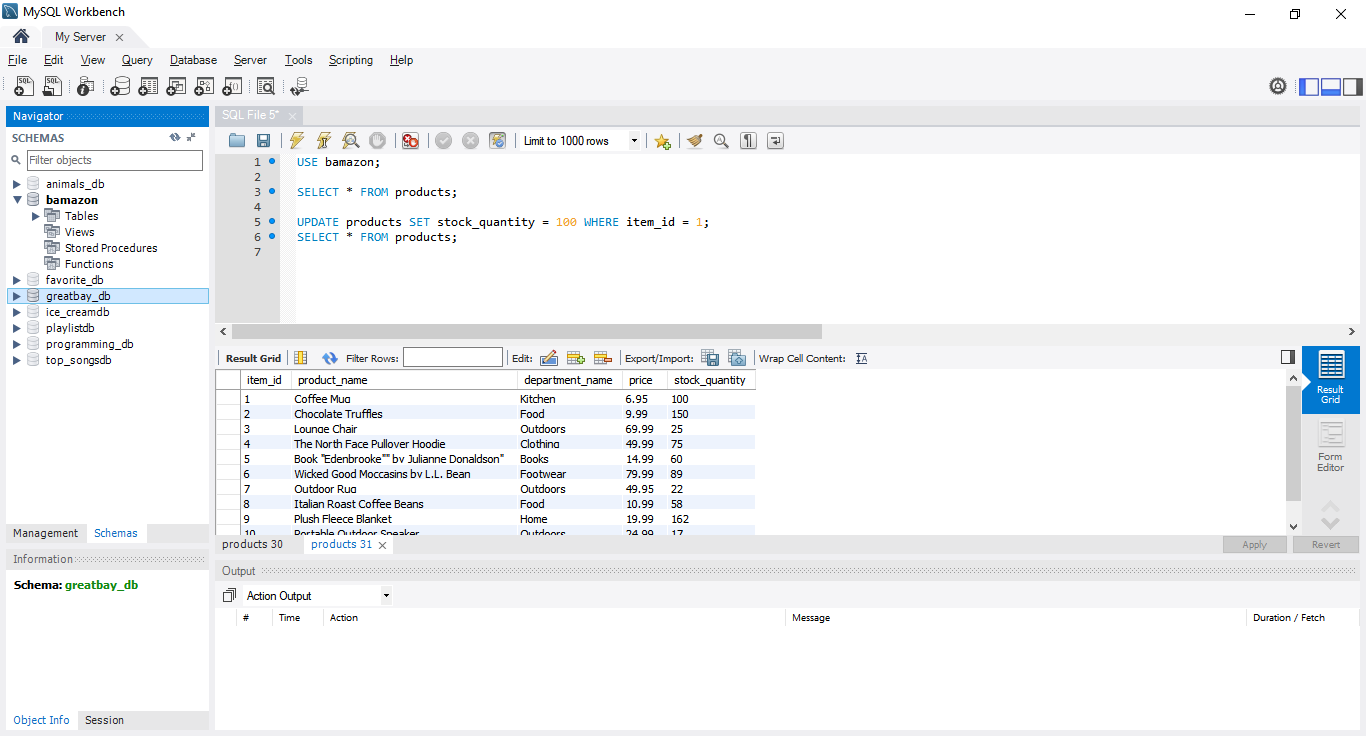 MySQL Workbench
My Server
File Edit View Query Database Server Tools Scripting Help
Navigator
SCHEMAS
Filter objects
animals_db
bamazon
Tables
Views
Stored Procedures
Functions
favorite_db
greatbay_db
ice_creamdb
playlistdb
programming_db
top_songsdb
Management Schemas
Information
Schema: greatbay_db
Object Info Session
SQL File 5*
Limit to 1000 rows
1 USE bamazon;
2
3 SELECT * FROM products;
4
5 UPDATE products SET stock_quantity = 100 WHERE item_id = 1;
6 SELECT * FROM products;
7
Result Grid Filter Rows: Edit: Export/Import: Wrap Cell Content:
item_id product_name department_name price stock_quantity
1 Coffee Mug Kitchen 6.95 100
2 Chocolate Truffles Food 9.99 150
3 Lounge Chair Outdoors 69.99 25
4 The North Face Pullover Hoodie Clothing 49.99 75
5 Book "Edenbrooke"" by Julianne Donaldson" Books 14.99 60
6 Wicked Good Moccasins by L.L. Bean Footwear 79.99 89
7 Outdoor Rug Outdoors 49.95 22
8 Italian Roast Coffee Beans Food 10.99 58
9 Plush Fleece Blanket Home 19.99 162
10 Portable Outdoor Speaker Outdoors 24.99 17
Result
Grid
Form
Editor
products 30 products 31
Apply Revert
Output
Action Output
# Time Action Message Duration / Fetch